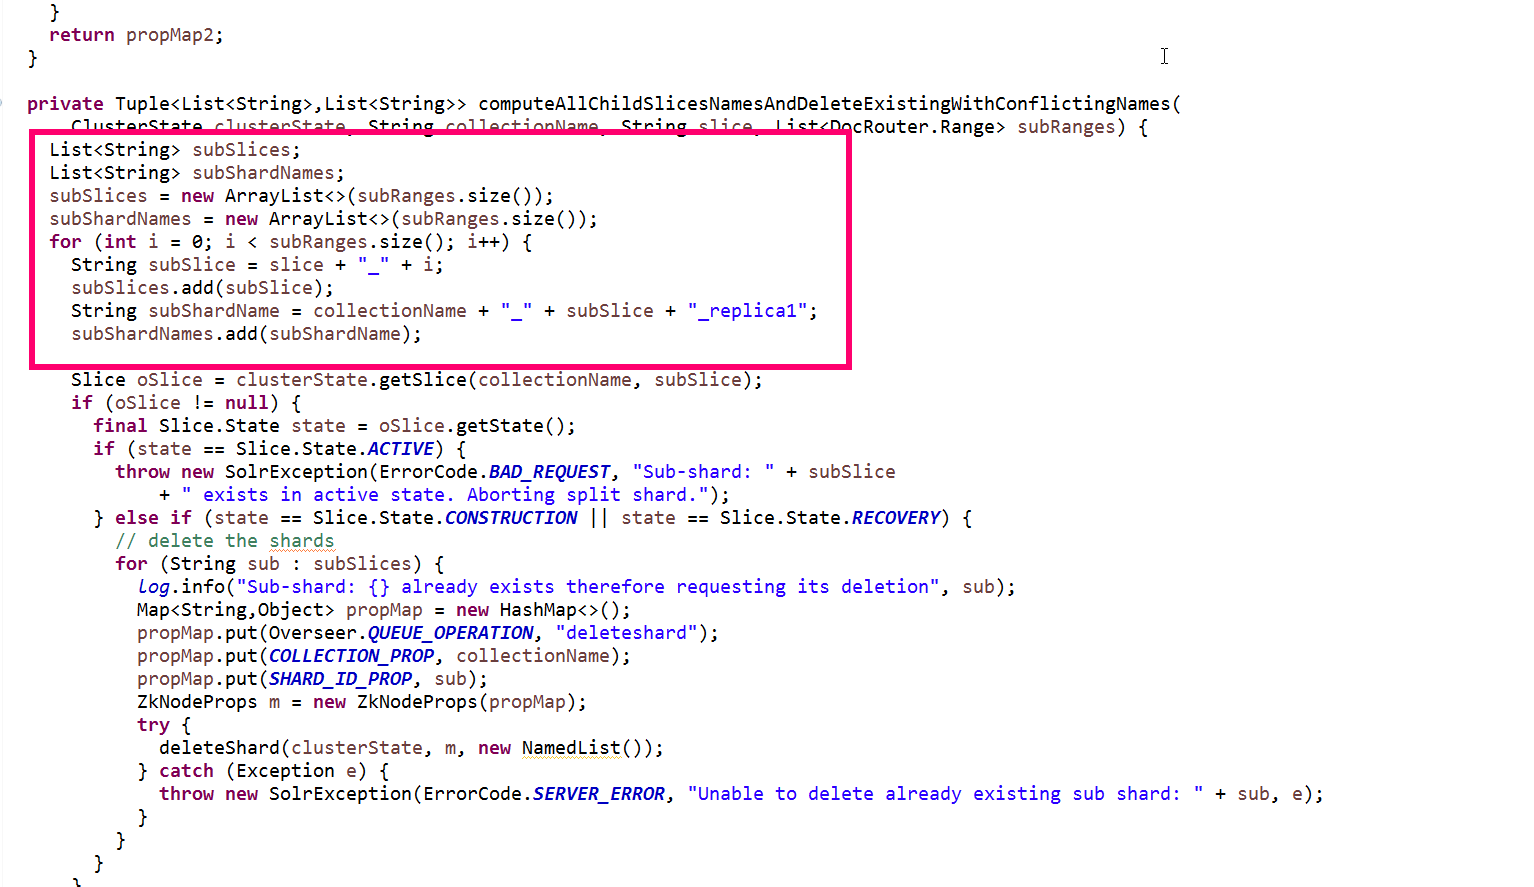 }
  return propMap2;
}
private Tuple<List<String>,List<String>> computeAllChildSlicesNamesAndDeleteExistingWithConflictingNames(
    ClusterState clusterState, String collectionName, String slice, List<DocRouter.Range> subRanges) {
  List<String> subSlices;
  List<String> subShardNames;
  subSlices = new ArrayList<>(subRanges.size());
  subShardNames = new ArrayList<>(subRanges.size());
  for (int i = 0; i < subRanges.size(); i++) {
    String subSlice = slice + "_" + i;
    subSlices.add(subSlice);
    String subShardName = collectionName + "_" + subSlice + "_replica1";
    subShardNames.add(subShardName);
    Slice oSlice = clusterState.getSlice(collectionName, subSlice);
    if (oSlice != null) {
      final Slice.State state = oSlice.getState();
      if (state == Slice.State.ACTIVE) {
        throw new SolrException(ErrorCode.BAD_REQUEST, "Sub-shard: " + subSlice
            + " exists in active state. Aborting split shard.");
      } else if (state == Slice.State.CONSTRUCTION || state == Slice.State.RECOVERY) {
        // delete the shards
        for (String sub : subSlices) {
          log.info("Sub-shard: {} already exists therefore requesting its deletion", sub);
          Map<String,Object> propMap = new HashMap<>();
          propMap.put(Overseer.QUEUE_OPERATION, "deleteshard");
          propMap.put(COLLECTION_PROP, collectionName);
          propMap.put(SHARD_ID_PROP, sub);
          ZkNodeProps m = new ZkNodeProps(propMap);
          try {
            deleteShard(clusterState, m, new NamedList());
          } catch (Exception e) {
            throw new SolrException(ErrorCode.SERVER_ERROR, "Unable to delete already existing sub shard: " + sub, e);
          }
        }
      }
    }